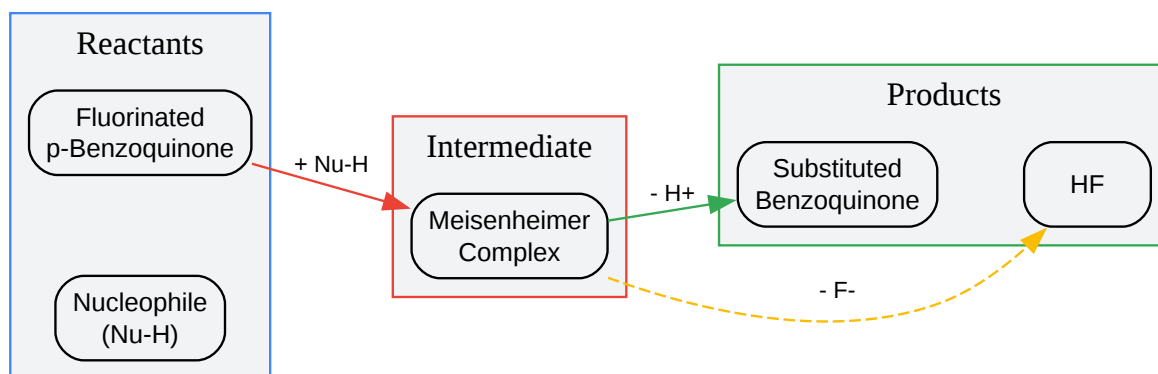 Reactants
Fluorinated
p-Benzoquinone
Nucleophile
(Nu-H)
+ Nu-H
Intermediate
Meisenheimer
Complex
- H+
- F-
Products
Substituted
Benzoquinone
HF